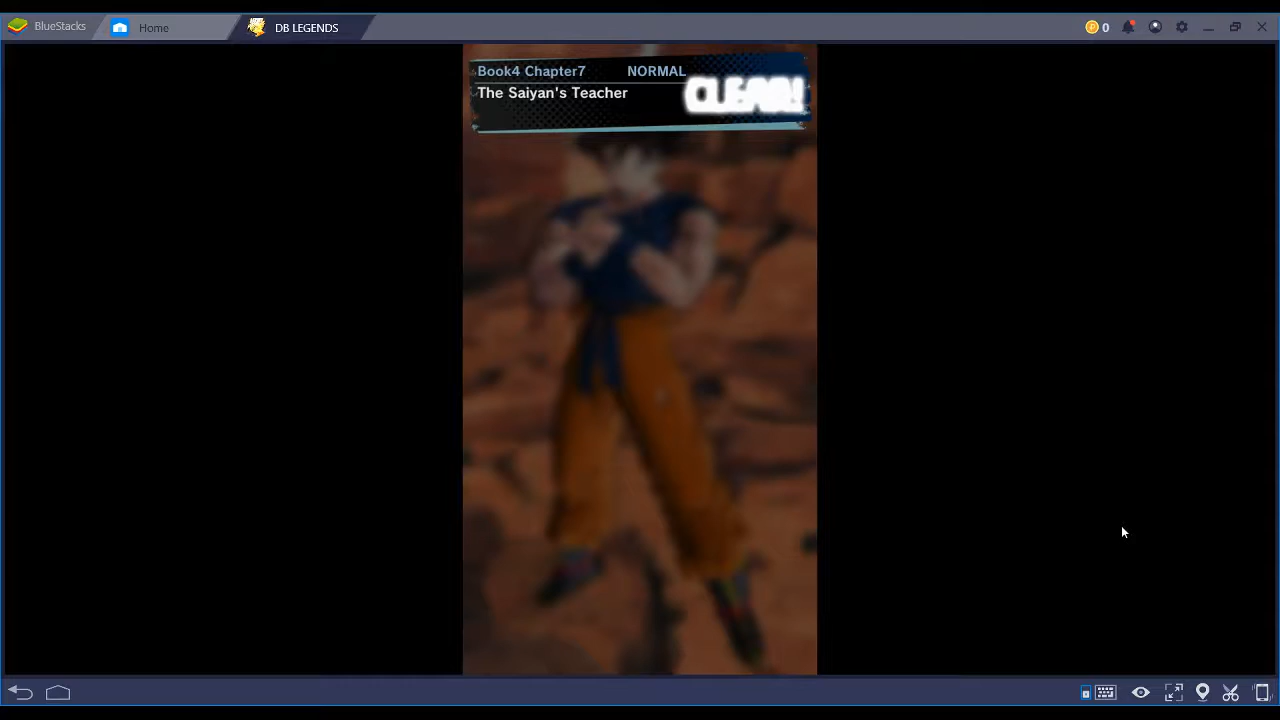 BlueStacks
Home
DB LEGENDS
0
Book4 Chapter7 NORMAL
The Saiyan's Teacher
CLEAR!